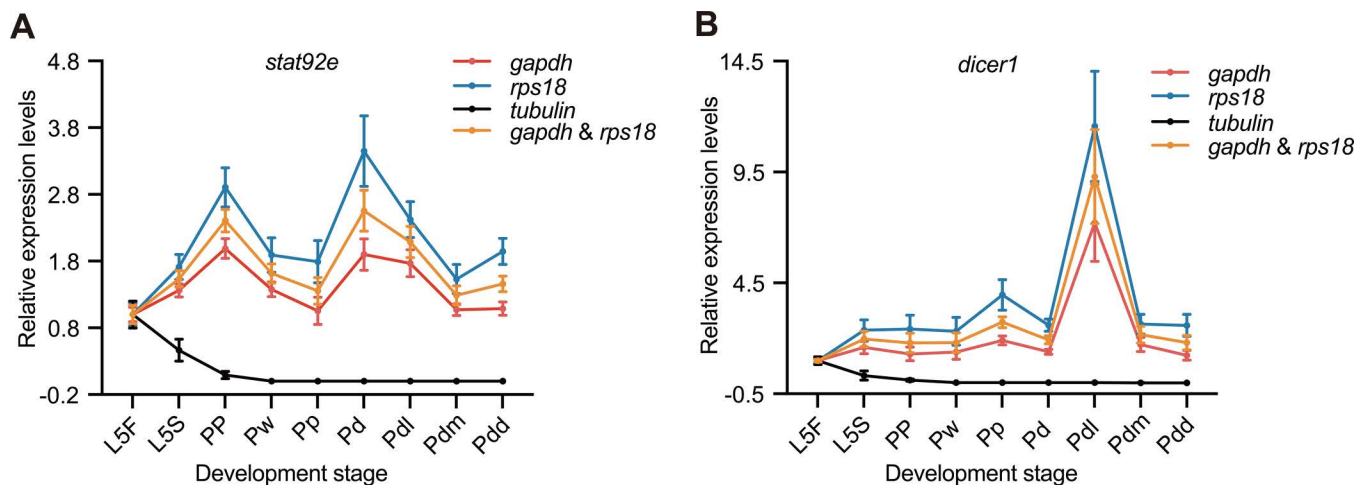 A
stat92e
Relative expression levels
4.8
3.8
2.8
1.8
0.8
-0.2
gapdh
rps18
tubulin
gapdh & rps18
L5F L5S PP Pw Pp Pd Pdl Pdm Pdd
Development stage
B
dicer1
Relative expression levels
14.5
9.5
4.5
-0.5
gapdh
rps18
tubulin
gapdh & rps18
L5F L5S PP Pw Pp Pd Pdl Pdm Pdd
Development stage